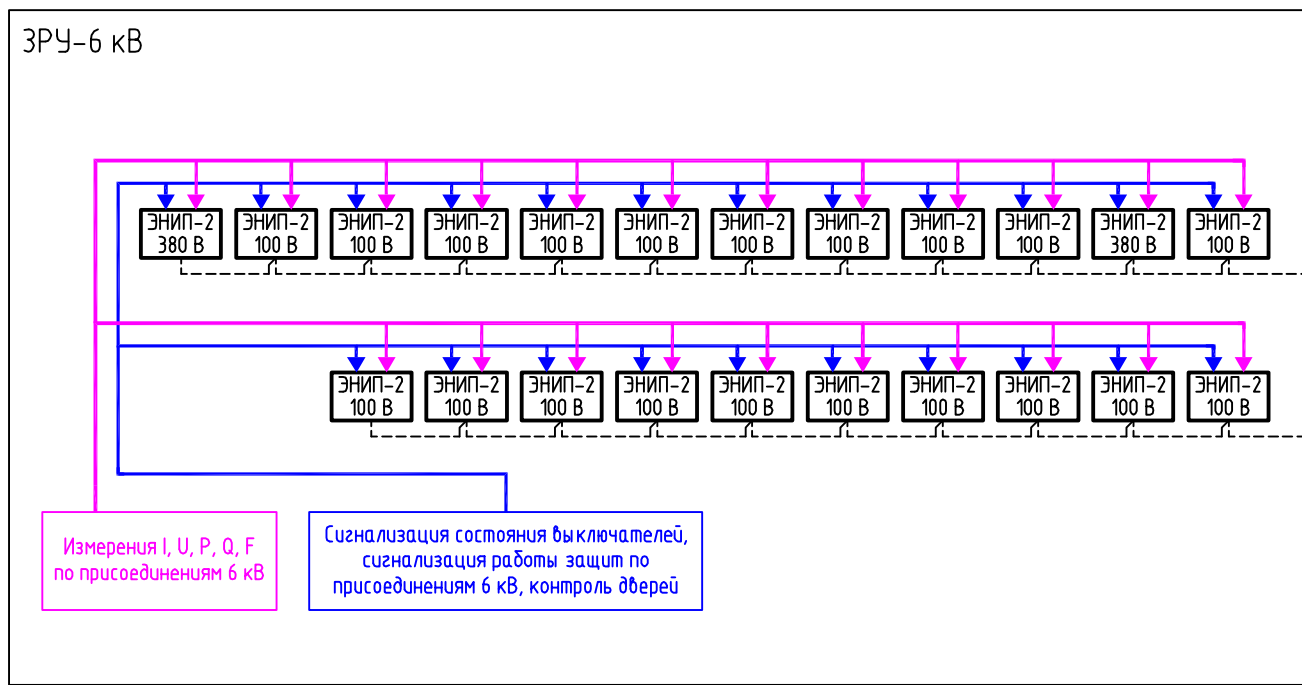 ЗРУ-6 кВ
ЭНИП-2
380 В
ЭНИП-2
100 В
ЭНИП-2
100 В
ЭНИП-2
100 В
ЭНИП-2
100 В
ЭНИП-2
100 В
ЭНИП-2
100 В
ЭНИП-2
100 В
ЭНИП-2
100 В
ЭНИП-2
100 В
ЭНИП-2
380 В
ЭНИП-2
100 В
ЭНИП-2
100 В
ЭНИП-2
100 В
ЭНИП-2
100 В
ЭНИП-2
100 В
ЭНИП-2
100 В
ЭНИП-2
100 В
ЭНИП-2
100 В
ЭНИП-2
100 В
ЭНИП-2
100 В
ЭНИП-2
100 В
Измерения I, U, P, Q, F
по присоединениям 6 кВ
Сигнализация состояния выключателей,
сигнализация работы защит по
присоединениям 6 кВ, контроль дверей